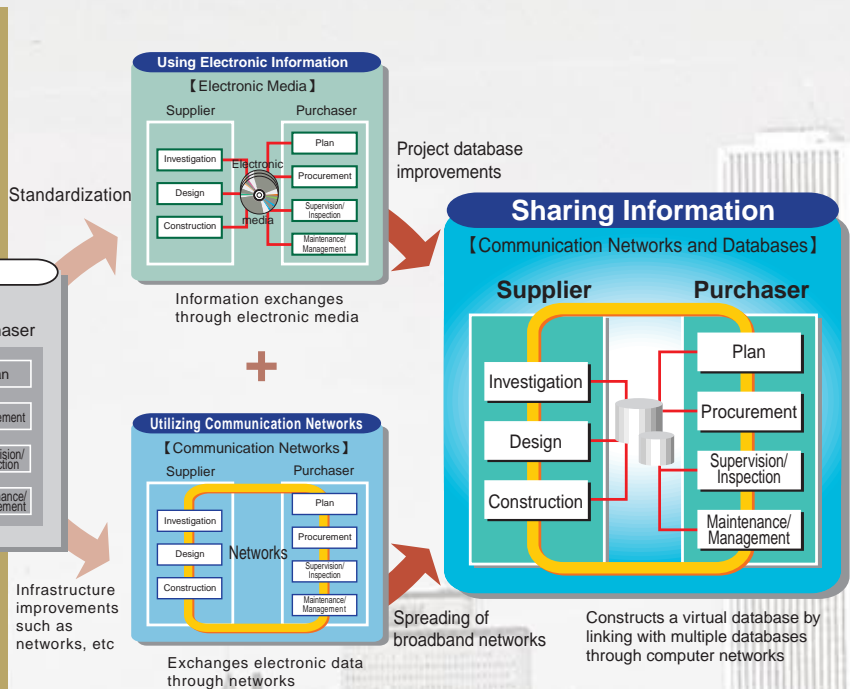 Using Electronic Information
【Electronic Media】
Supplier
Purchaser
Investigation
Design
Construction
Electronic
media
Plan
Procurement
Supervision/
Inspection
Maintenance/
Management
Information exchanges
through electronic media
Standardization
Project database
improvements
+
Utilizing Communication Networks
【Communication Networks】
Supplier
Purchaser
Investigation
Design
Construction
Networks
Plan
Procurement
Supervision/
Inspection
Maintenance/
Management
Exchanges electronic data
through networks
Infrastructure
improvements
such as
networks, etc
Spreading of
broadband networks
Sharing Information
【Communication Networks and Databases】
Supplier
Purchaser
Investigation
Design
Construction
Plan
Procurement
Supervision/
Inspection
Maintenance/
Management
Constructs a virtual database by
linking with multiple databases
through computer networks